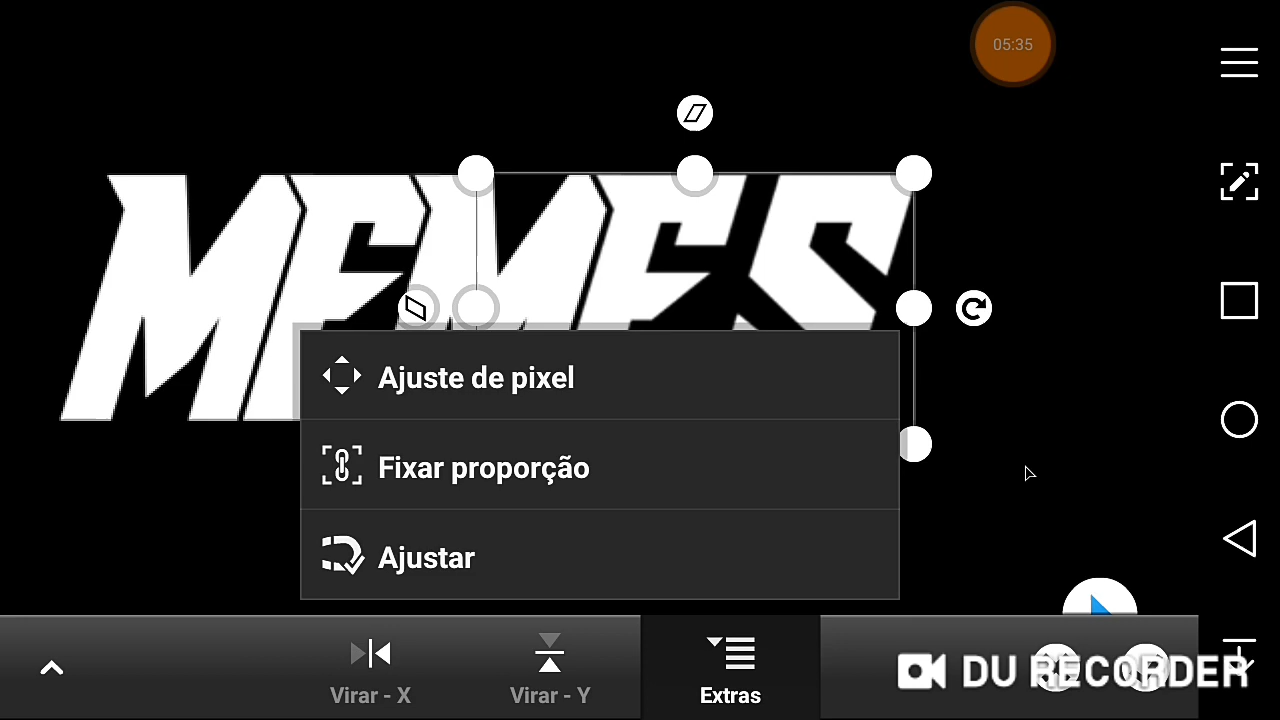 05:35
MEMES
Ajuste de pixel
Fixar proporção
Ajustar
Virar - X
Virar - Y
Extras
DU RECORDER